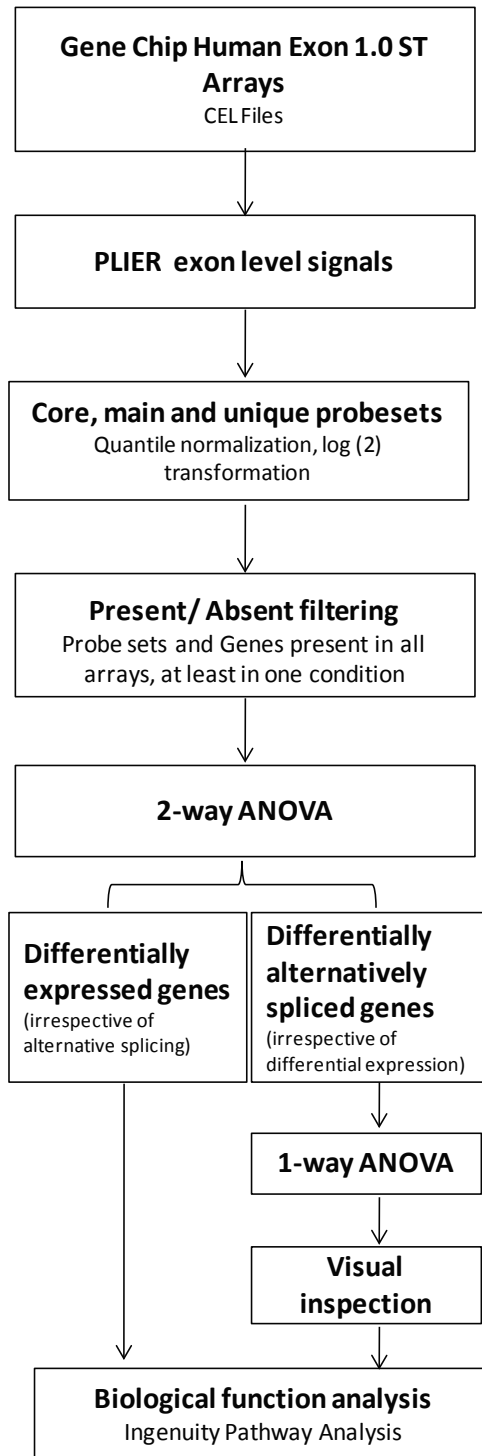 Gene Chip Human Exon 1.0 ST
Arrays
CEL Files
PLIER exon level signals
Core, main and unique probesets
Quantile normalization, log (2)
transformation
Present/ Absent filtering
Probe sets and Genes present in all
arrays, at least in one condition
2-way ANOVA
Differentially
expressed genes
(irrespective of
alternative splicing)
Differentially
alternatively
spliced genes
(irrespective of
differential expression)
1-way ANOVA
Visual
inspection
Biological function analysis
Ingenuity Pathway Analysis